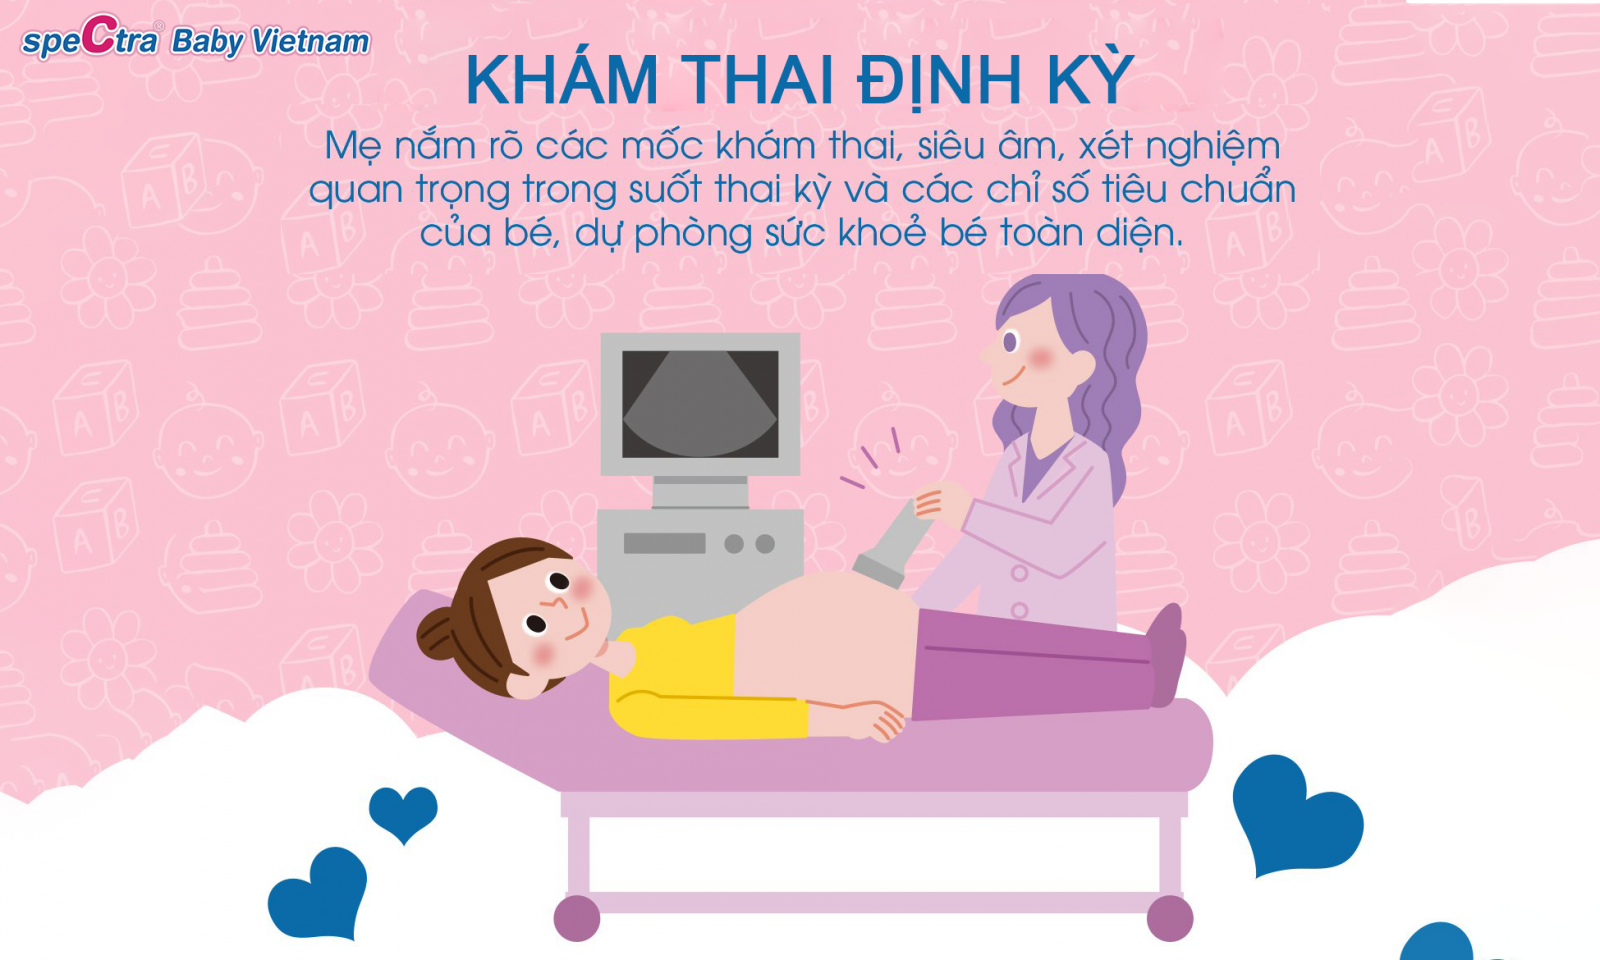 speCtra® Baby Vietnam
KHÁM THAI ĐỊNH KỲ
Mẹ nắm rõ các mốc khám thai, siêu âm, xét nghiệm
quan trọng trong suốt thai kỳ và các chỉ số tiêu chuẩn
của bé, dự phòng sức khoẻ bé toàn diện.